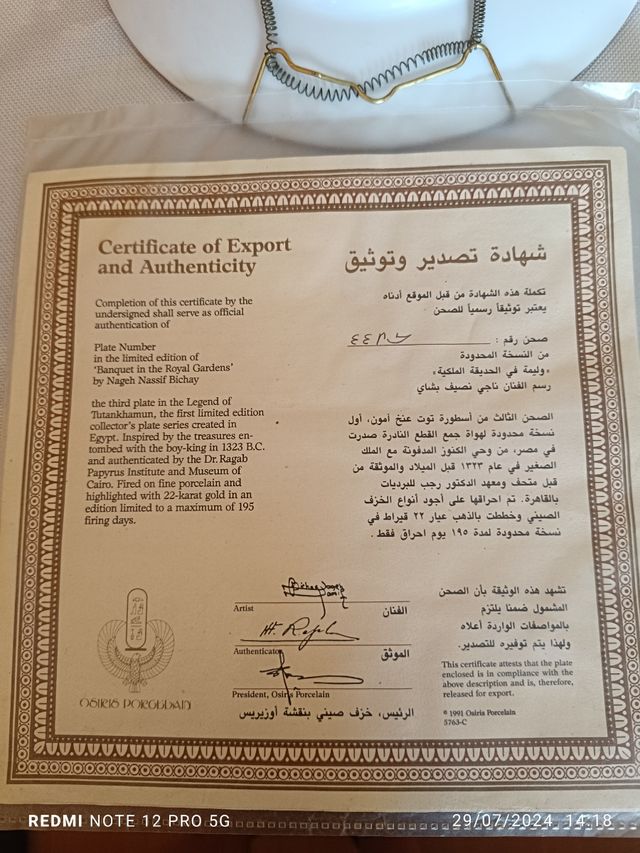 Certificate of Export
and Authenticity
Completion of this certificate by the
undersigned shall serve as official
authentication of
Plate Number
in the limited edition of
‘Banquet in the Royal Gardens’
by Nageh Nassif Bichay
the third plate in the Legend of
Tutankhamun, the first limited edition
collector's plate series created in
Egypt. Inspired by the treasures en-
tombed with the boy-king in 1323 B.C.
and authenticated by the Dr. Ragab
Papyrus Institute and Museum of
Cairo. Fired on fine porcelain and
highlighted with 22-karat gold in an
edition limited to a maximum of 195
firing days.
شهادة تصدير وتوثيق
تكملة هذه الشهادة من قبل الموقع أدناه
يعتبر توثيقاً رسمياً للصحن
صحن رقم :
من النسخة المحدودة
«وليمة في الحديقة الملكية»
رسم الفنان ناجي نصيف بشاي
الصحن الثالث من أسطورة توت عنخ أمون، أول
نسخة محدودة لهواة جمع القطع النادرة صدرت
في مصر، من وحي الكنوز المدفونة مع الملك
الصغير في عام ١٣٢٣ قبل الميلاد والموثقة من
قبل متحف ومعهد الدكتور رجب للبرديات
بالقاهرة. تم احراقها على أجود أنواع الخزف
الصيني وخططت بالذهب عيار ٢٢ قيراط في
نسخة محدودة لمدة ١٩٥ يوم احراق فقط.
Artist الفنان
Authenticator الموثق
President, Osiris Porcelain
الرئيس، خزف صيني بنقشة أوزيريس
OSIRIS PORCELAIN
تشهد هذه الوثيقة بأن الصحن
المشمول ضمنا يلتزم
بالمواصفات الواردة أعلاه
ولهذا يتم توفيره للتصدير.
This certificate attests that the plate
enclosed is in compliance with the
above description and is, therefore,
released for export.
© 1991 Osiris Porcelain
5763-C
REDMI NOTE 12 PRO 5G
29/07/2024 14:18